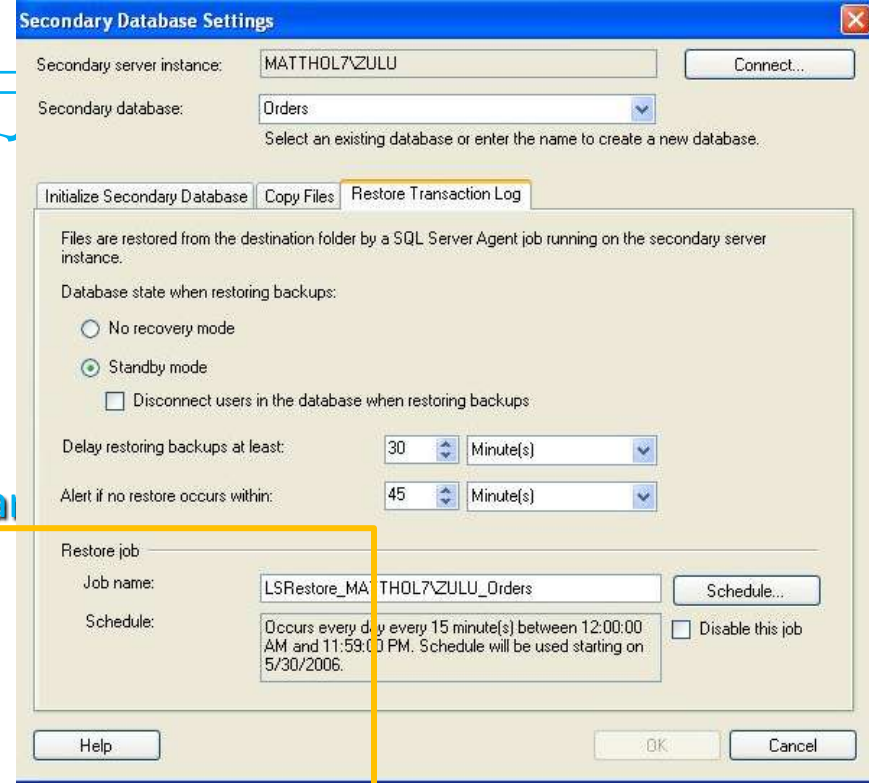 Secondary Database Settings
Secondary server instance: MATTHOL7\ZULU Connect...
Secondary database: Orders
Select an existing database or enter the name to create a new database.
Initialize Secondary Database Copy Files Restore Transaction Log
Files are restored from the destination folder by a SQL Server Agent job running on the secondary server
instance.
Database state when restoring backups:
No recovery mode
Standby mode
Disconnect users in the database when restoring backups
Delay restoring backups at least: 30 Minute(s)
Alert if no restore occurs within: 45 Minute(s)
Restore job
Job name: LSRestore_MATTHOL7\ZULU_Orders Schedule...
Schedule: Occurs every day every 15 minute(s) between 12:00:00 Disable this job
AM and 11:59:00 PM. Schedule will be used starting on
5/30/2006.
Help OK Cancel